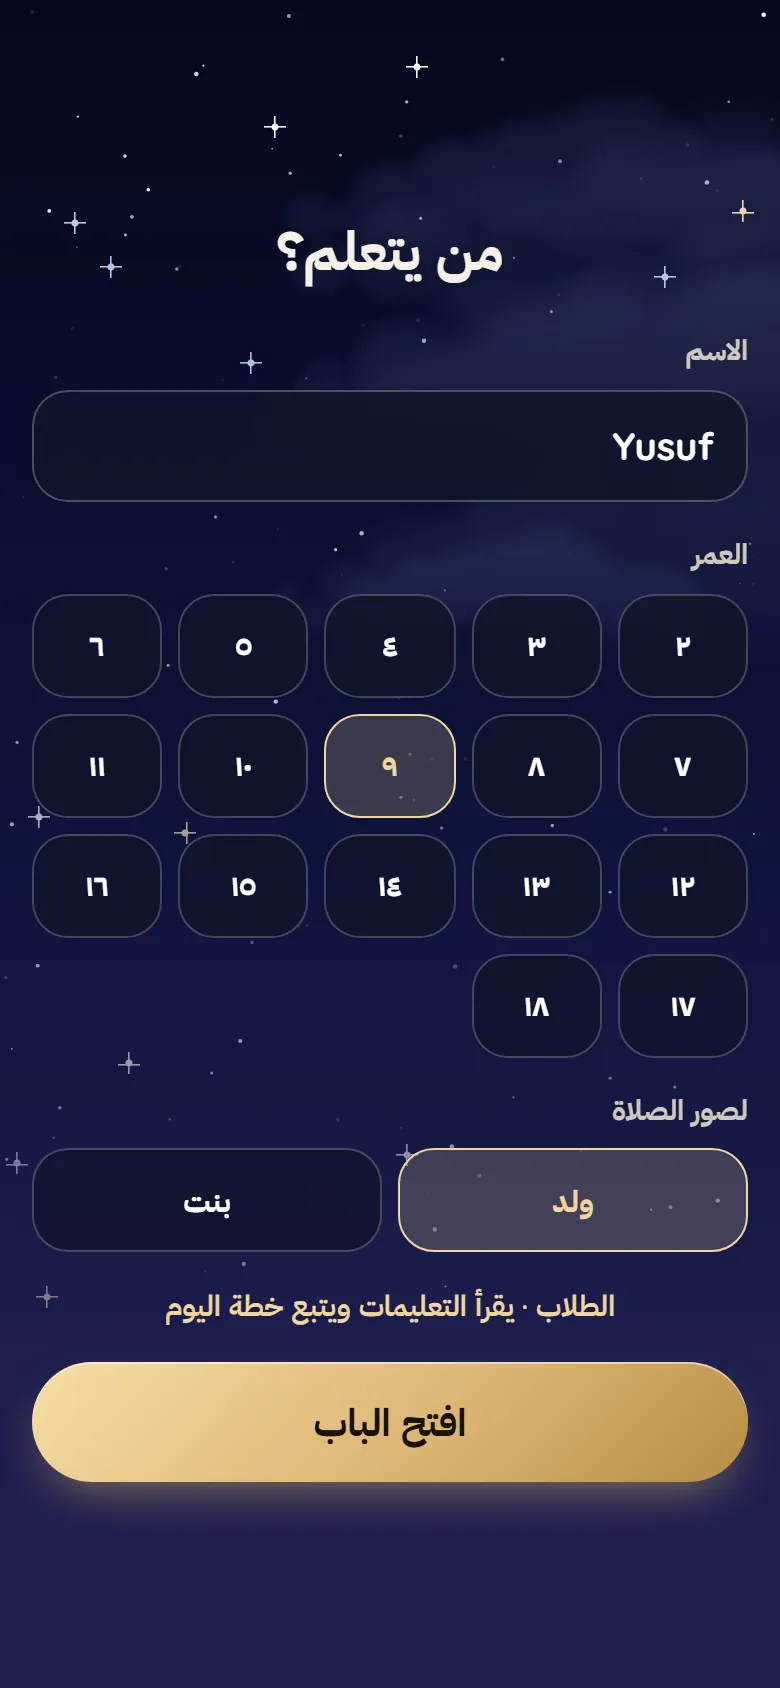 من يتعلم؟
الاسم
Yusuf
العمر
٢ ٣ ٤ ٥ ٦
٧ ٨ ٩ ١٠ ١١
١٢ ١٣ ١٤ ١٥ ١٦
١٧ ١٨
لصور الصلاة
ولد بنت
الطلاب · يقرأ التعليمات ويتبع خطة اليوم
افتح الباب